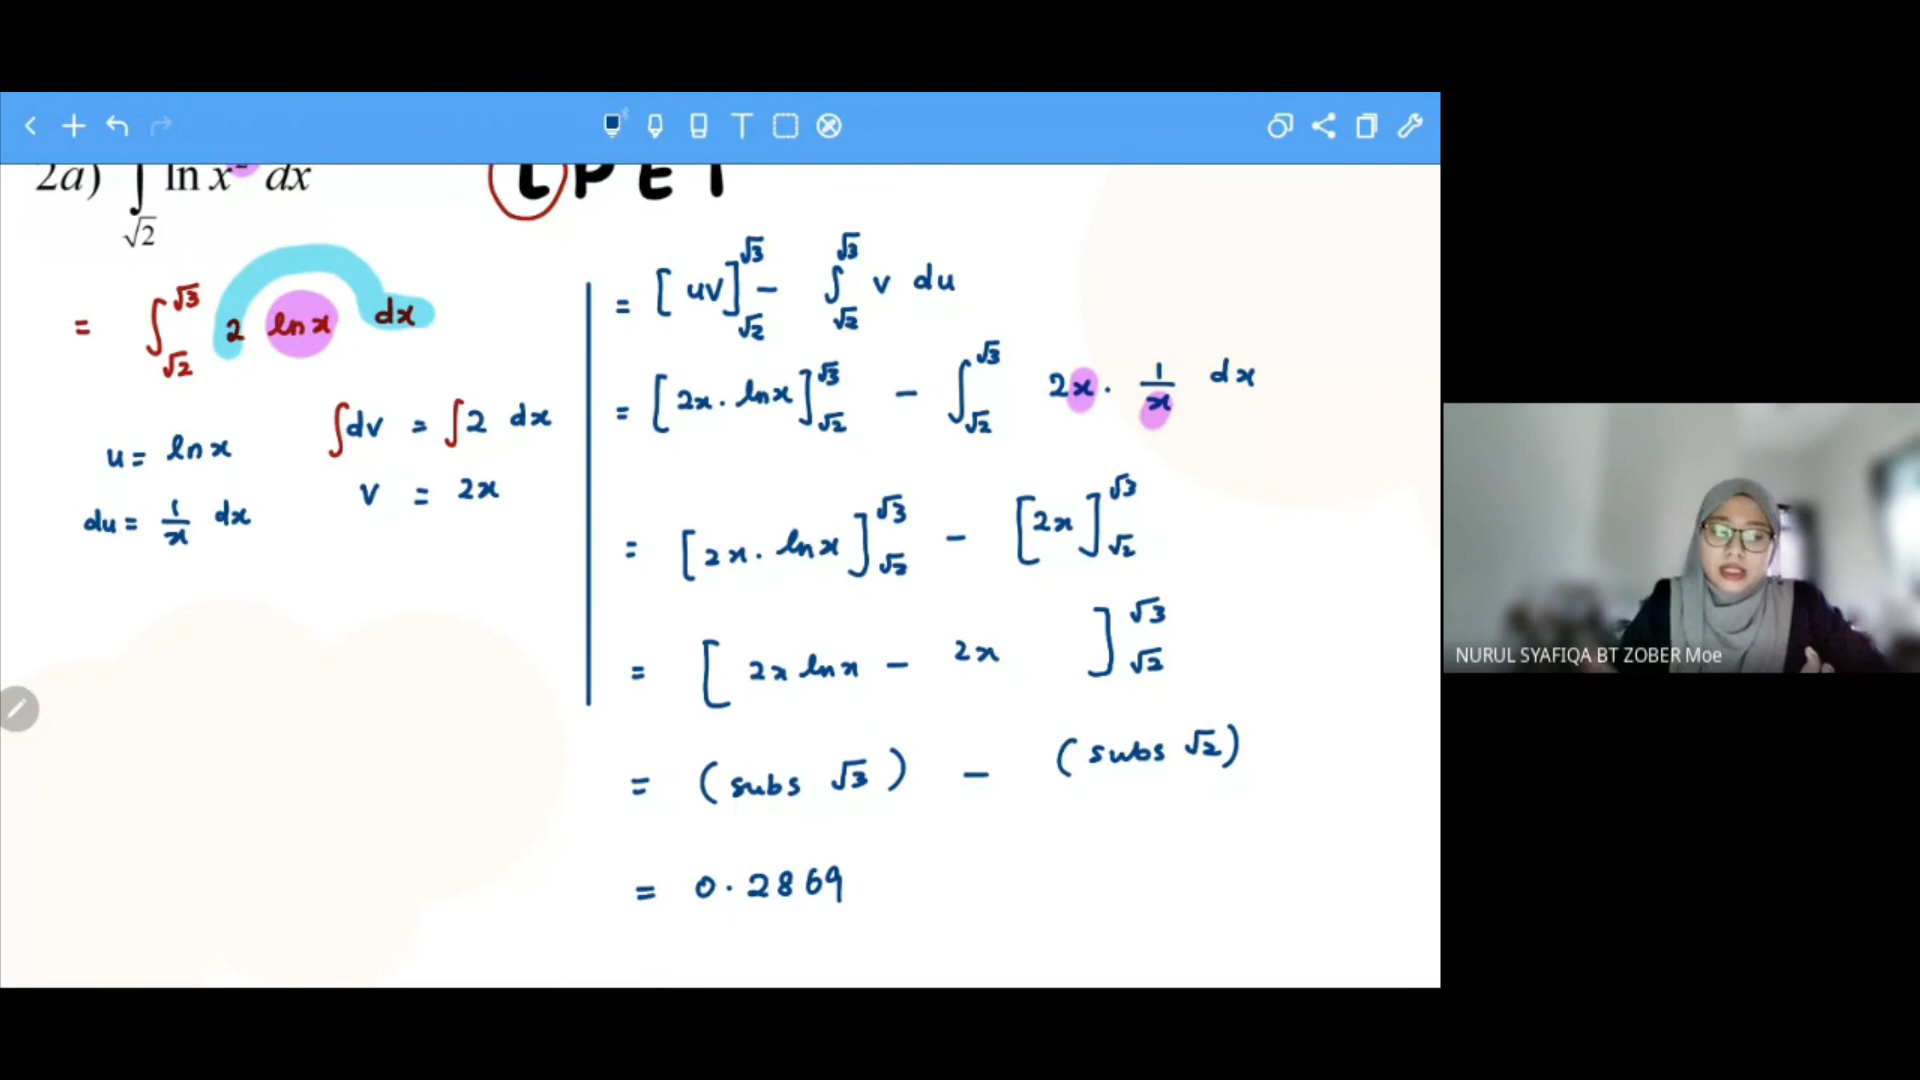 2a) ∫ ln x² dx
√2
LPET
= ∫_{√2}^{√3} 2 ln x dx
u = ln x
du = 1/x dx
∫dv = ∫2 dx
v = 2x
= [uv]_{√2}^{√3} − ∫_{√2}^{√3} v du
= [2x · ln x]_{√2}^{√3} − ∫_{√2}^{√3} 2x · 1/x dx
= [2x · ln x]_{√2}^{√3} − [2x]_{√2}^{√3}
= [2x ln x − 2x]_{√2}^{√3}
= (subs √3) − (subs √2)
= 0.2869
NURUL SYAFIQA BT ZOBER Moe